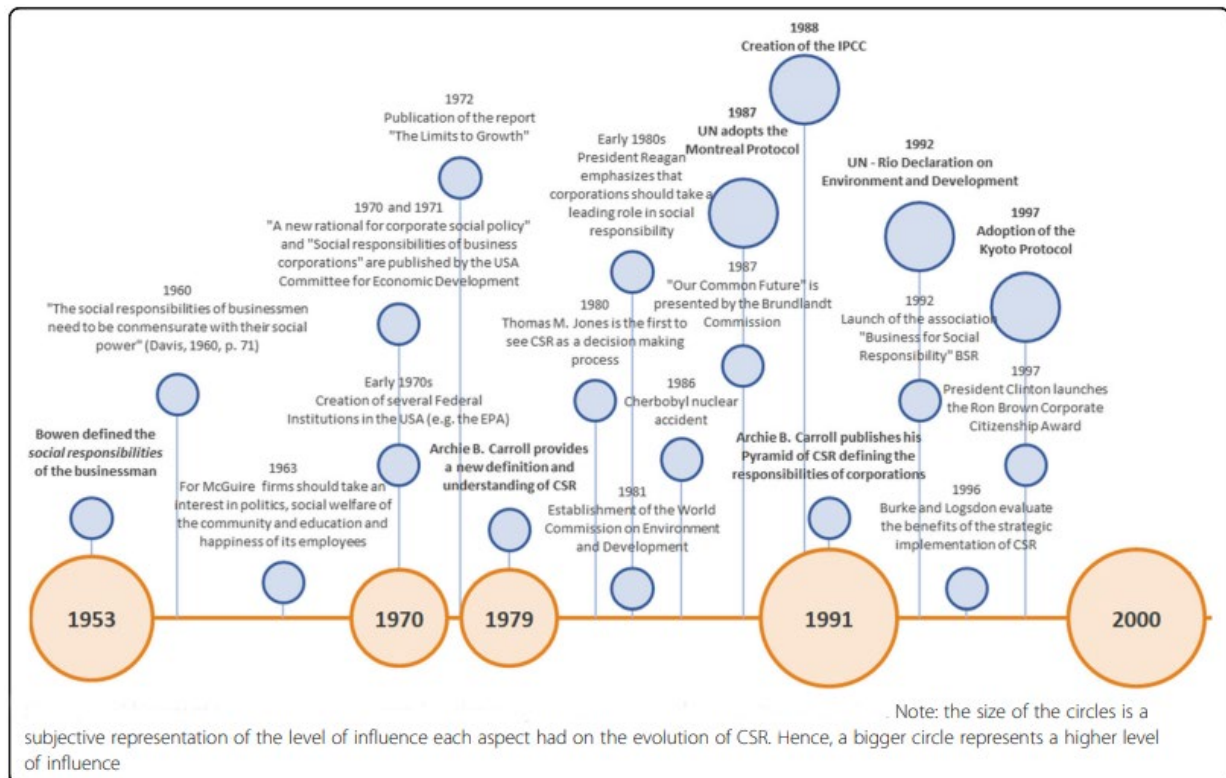 1988
Creation of the IPCC
1972
Publication of the report
"The Limits to Growth"
Early 1980s
President Reagan
emphasizes that
corporations should take a
leading role in social
responsibility
1987
UN adopts the
Montreal Protocol
1992
UN - Rio Declaration on
Environment and Development
1970 and 1971
"A new rational for corporate social policy"
and "Social responsibilities of business
corporations" are published by the USA
Committee for Economic Development
1997
Adoption of the
Kyoto Protocol
1960
"The social responsibilities of businessmen
need to be conmensurate with their social
power" (Davis, 1960, p. 71)
1980
Thomas M. Jones is the first to
see CSR as a decision making
process
1987
"Our Common Future" is
presented by the Brundlandt
Commission
1992
Launch of the association
"Business for Social
Responsibility" BSR
Early 1970s
Creation of several Federal
Institutions in the USA (e.g. the EPA)
1986
Cherbobyl nuclear
accident
1997
President Clinton launches
the Ron Brown Corporate
Citizenship Award
Bowen defined the
social responsibilities
of the businessman
1963
For McGuire firms should take an
interest in politics, social welfare of
the community and education and
happiness of its employees
Archie B. Carroll provides
a new definition and
understanding of CSR
1981
Establishment of the World
Commission on Environment
and Development
Archie B. Carroll publishes his
Pyramid of CSR defining the
responsibilities of corporations
1996
Burke and Logsdon evaluate
the benefits of the strategic
implementation of CSR
1953
1970
1979
1991
2000
. Note: the size of the circles is a
subjective representation of the level of influence each aspect had on the evolution of CSR. Hence, a bigger circle represents a higher level
of influence